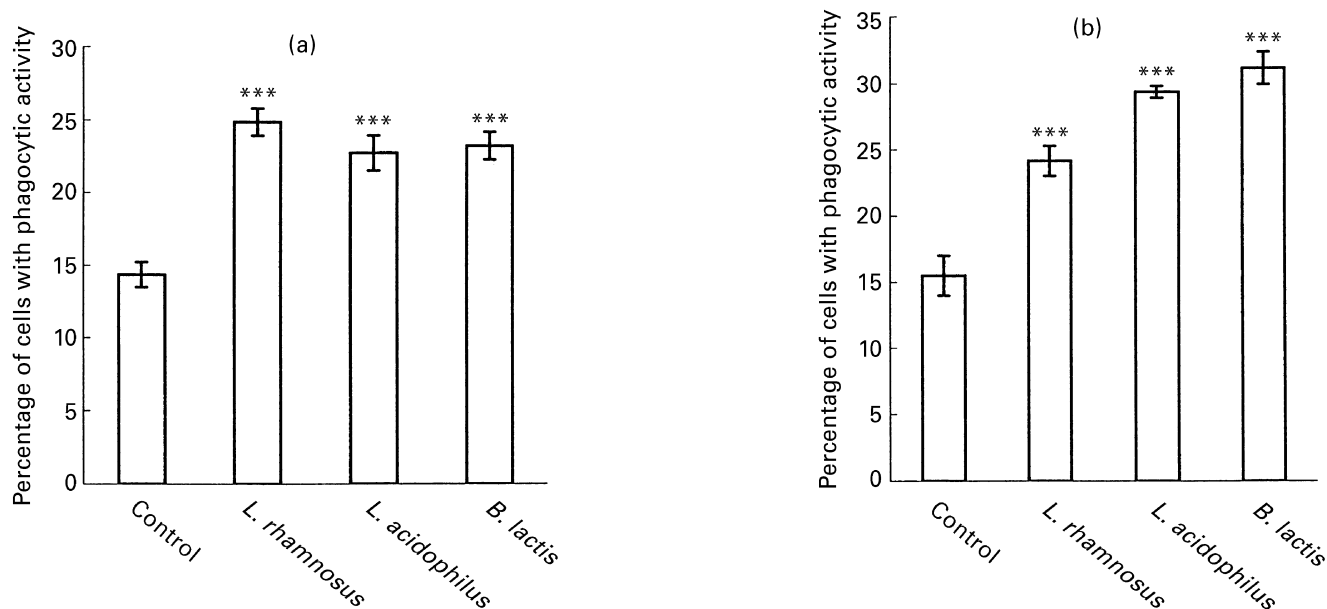 (a)
Percentage of cells with phagocytic activity
30
25
20
15
10
5
0
***
***
***
Control
L. rhamnosus
L. acidophilus
B. lactis
(b)
Percentage of cells with phagocytic activity
35
30
25
20
15
10
5
0
***
***
***
Control
L. rhamnosus
L. acidophilus
B. lactis